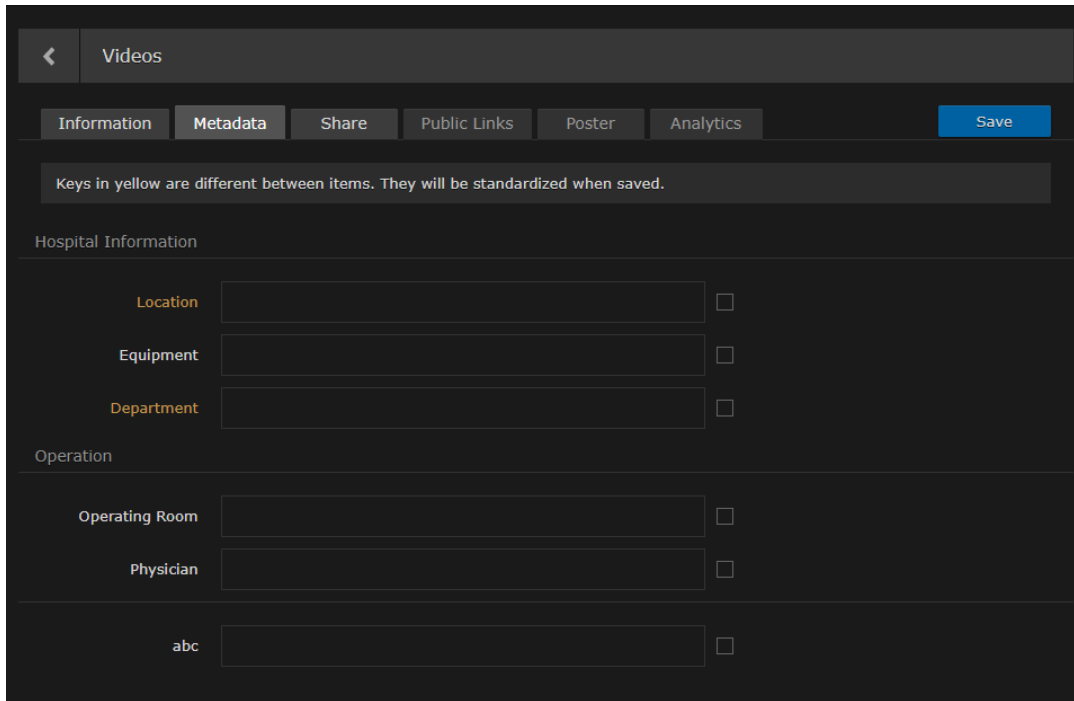 Videos
Information Metadata Share Public Links Poster Analytics Save
Keys in yellow are different between items. They will be standardized when saved.
Hospital Information
Location
Equipment
Department
Operation
Operating Room
Physician
abc